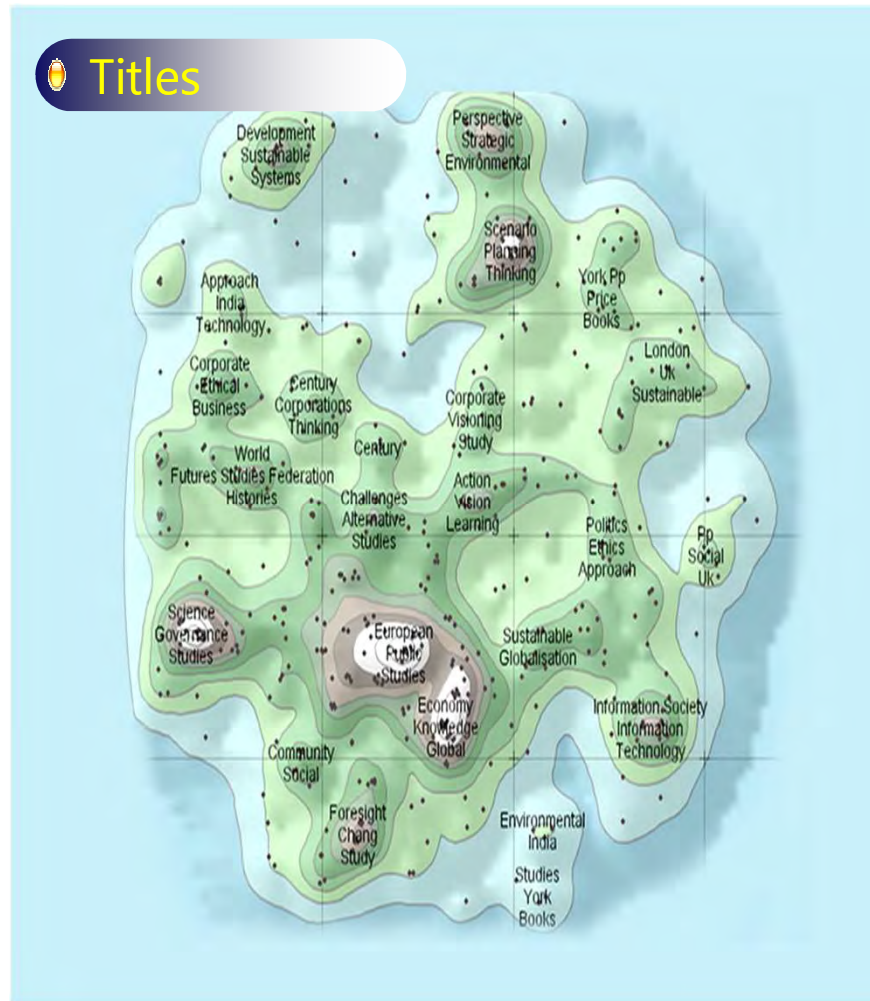 Titles
Development
Sustainable
Systems
Perspective
Strategic
Environmental
Scenario
Planning
Thinking
Approach
India
Technology
York Pp
Price
Books
London
Uk
Sustainable
Corporate
Ethical
Business
Century
Corporations
Thinking
Corporate
Visioning
Study
Century
World
Futures Studies Federation
Histories
Action
Vision
Learning
Challenges
Alternative
Studies
Politics
Ethics
Approach
Pp
Social
Uk
Science
Governance
Studies
European
Public
Studies
Sustainable
Globalisation
Economy
Knowledge
Global
Information Society
Information
Technology
Community
Social
Foresight
Chang
Study
Environmental
India
Studies
York
Books